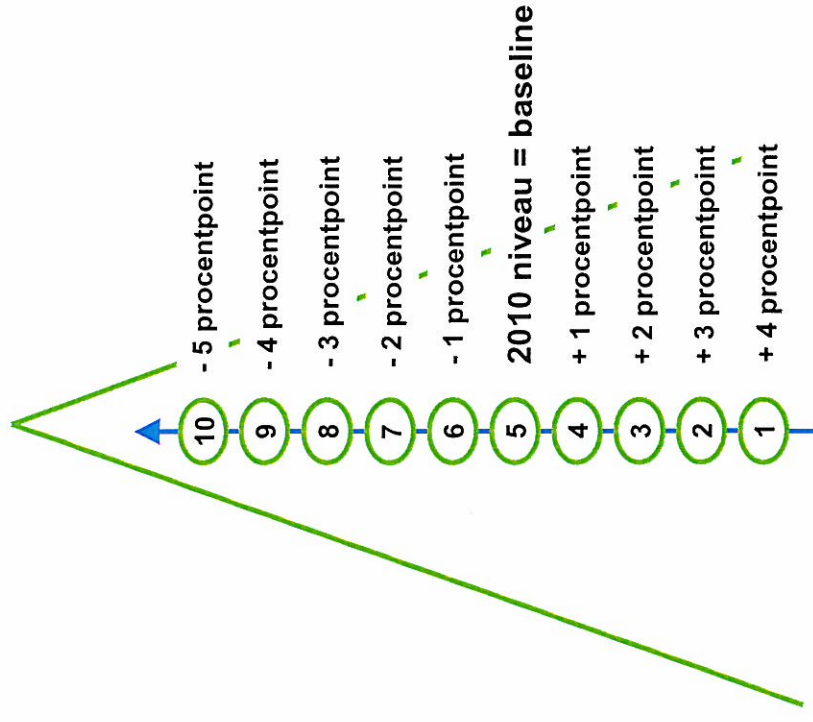 10 - 5 procentpoint
9 - 4 procentpoint
8 - 3 procentpoint
7 - 2 procentpoint
6 - 1 procentpoint
5 2010 niveau = baseline
4 + 1 procentpoint
3 + 2 procentpoint
2 + 3 procentpoint
1 + 4 procentpoint